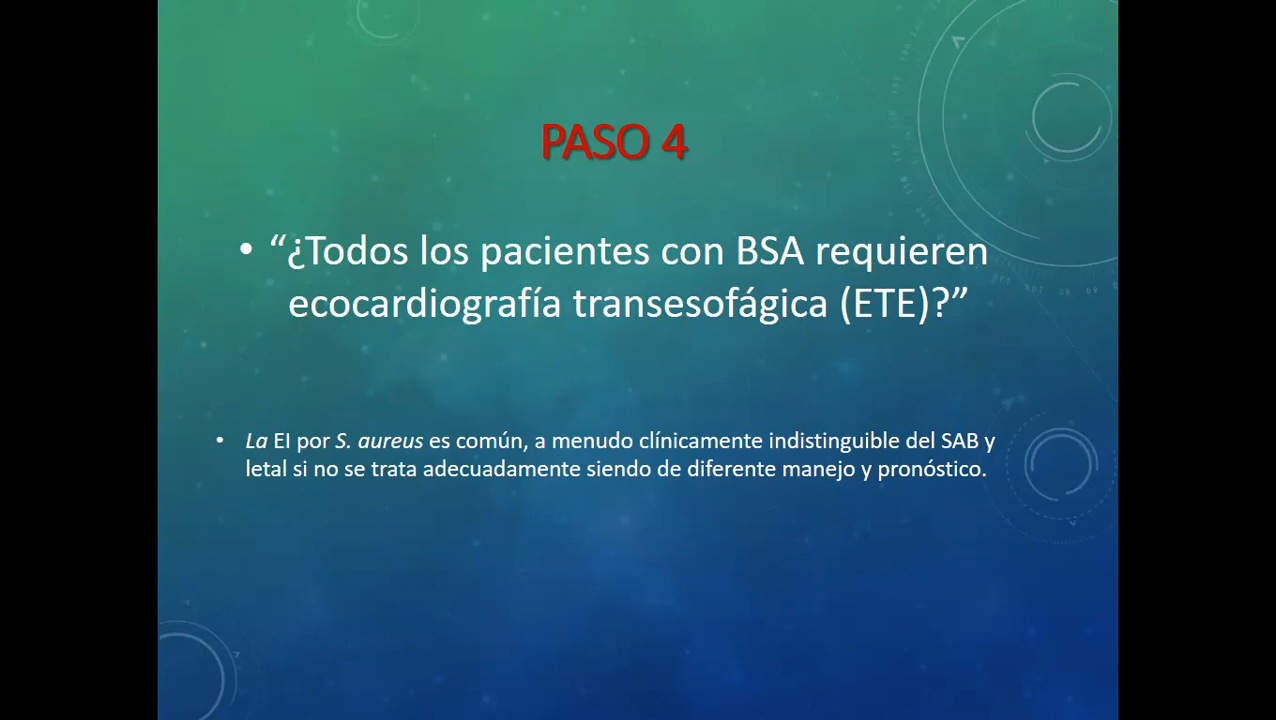 PASO 4
• “¿Todos los pacientes con BSA requieren
ecocardiografía transesofágica (ETE)?”
• La EI por S. aureus es común, a menudo clínicamente indistinguible del SAB y
letal si no se trata adecuadamente siendo de diferente manejo y pronóstico.